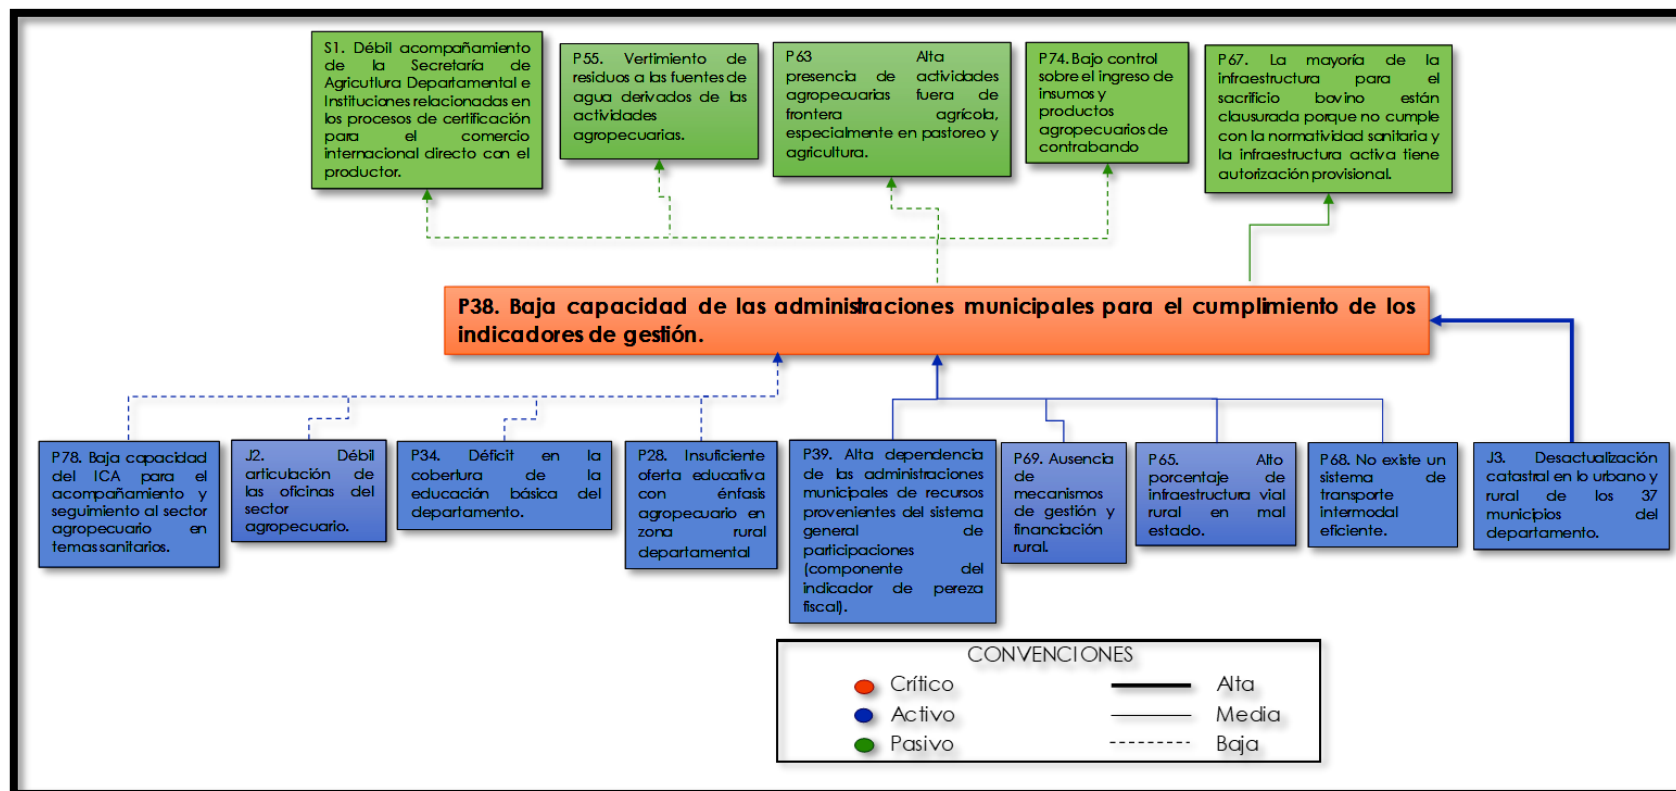 S1. Débil acompañamiento
de la Secretaría de
Agricutlura Departamental e
Instituciones relacionadas en
los procesos de certificación
para el comercio
internacional directo con el
productor.
P55. Vertimiento de
residuos a las fuentes de
agua derivados de las
actividades
agropecuarias.
P63 Alta
presencia de actividades
agropecuarias fuera de
frontera agrícola,
especialmente en pastoreo y
agricultura.
P74. Bajo control
sobre el ingreso de
insumos y
productos
agropecuarios de
contrabando
P67. La mayoría de la
infraestructura para el
sacrificio bovino están
clausurada porque no cumple
con la normatividad sanitaria y
la infraestructura activa tiene
autorización provisional.
P38. Baja capacidad de las administraciones municipales para el cumplimiento de los
indicadores de gestión.
P78. Baja capacidad
del ICA para el
acompañamiento y
seguimiento al sector
agropecuario en
temas sanitarios.
J2. Débil
articulación de
las oficinas del
sector
agropecuario.
P34. Déficit en la
cobertura de la
educación básica del
departamento.
P28. Insuficiente
oferta educativa
con énfasis
agropecuario en
zona rural
departamental
P39. Alta dependencia
de las administraciones
municipales de recursos
provenientes del sistema
general de
participaciones
(componente del
indicador de pereza
fiscal).
P69. Ausencia
de
mecanismos
de gestión y
financiación
rural.
P65. Alto
porcentaje de
infraestructura vial
rural en mal
estado.
P68. No existe un
sistema de
transporte
intermodal
eficiente.
J3. Desactualización
catastral en lo urbano y
rural de los 37
municipios del
departamento.
CONVENCIONES
Crítico
Alta
Activo
Media
Pasivo
Baja